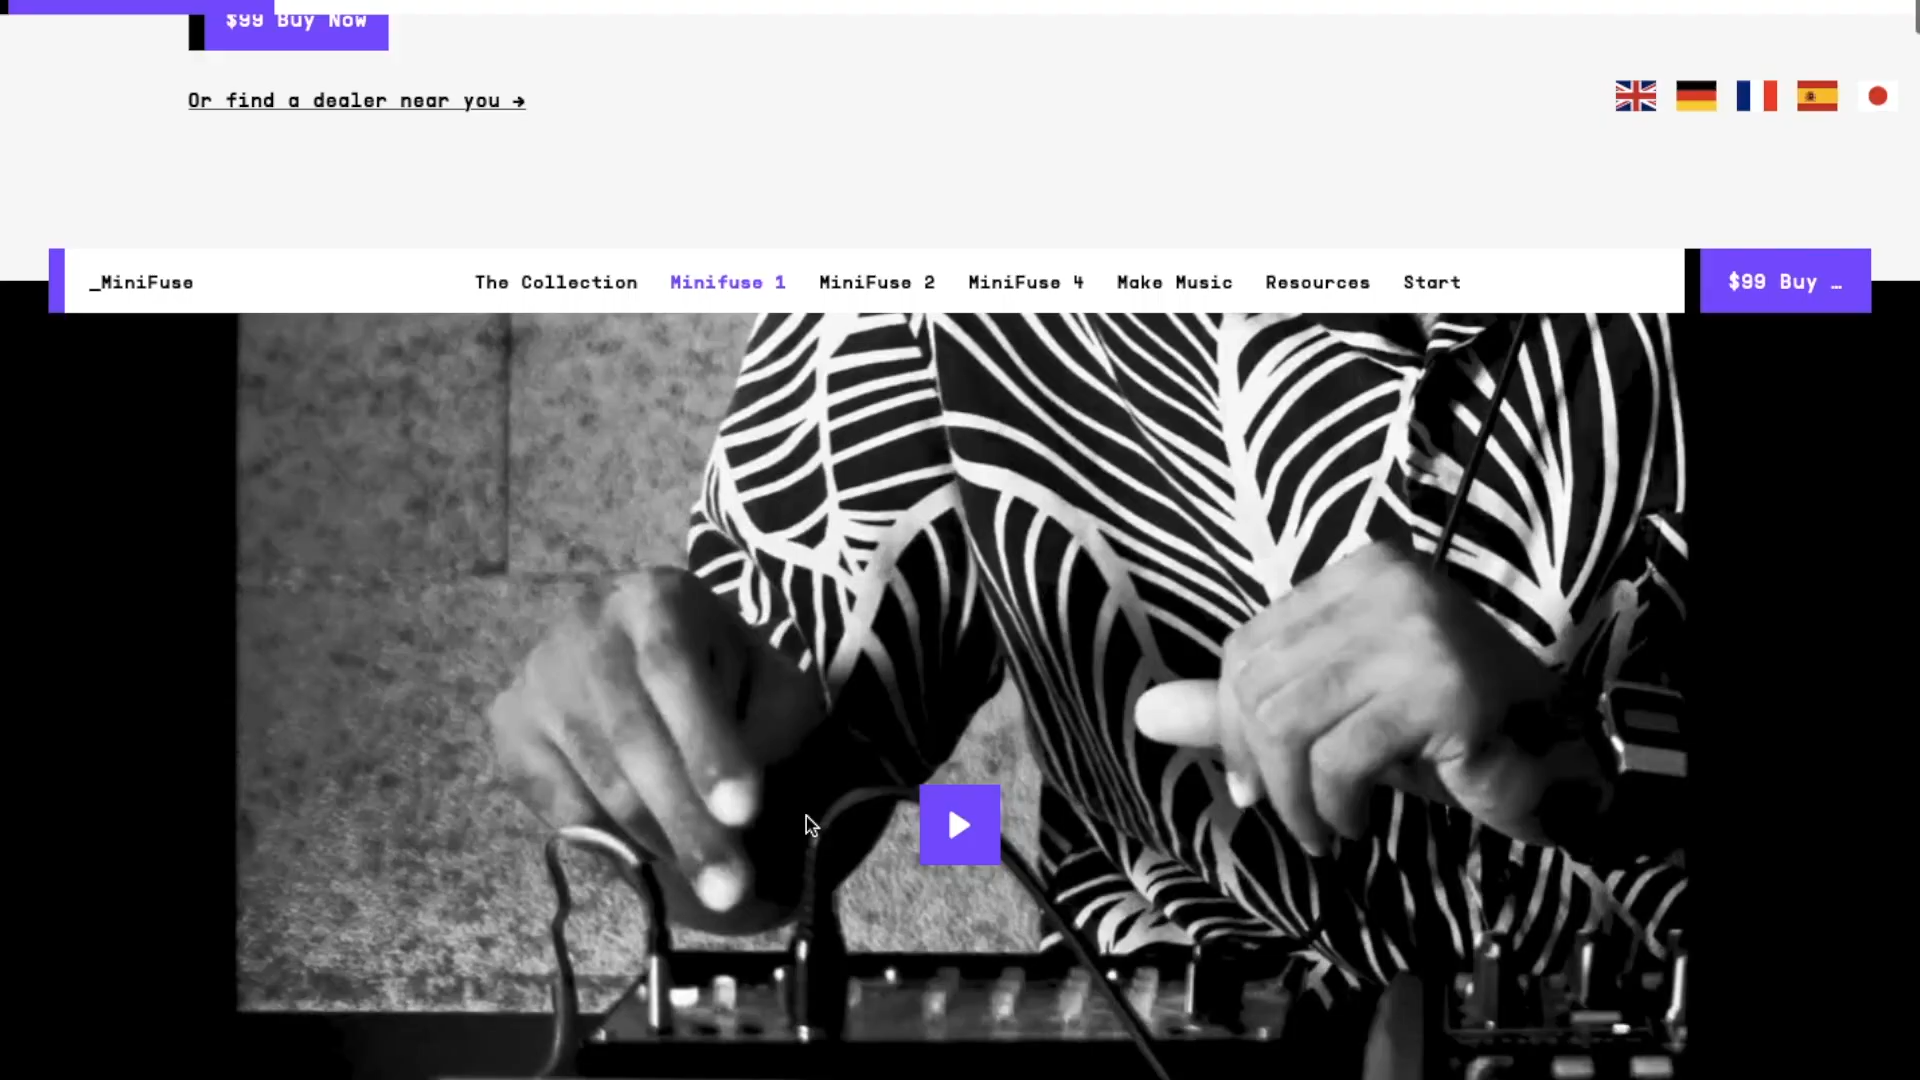 $99 Buy Now
Or find a dealer near you →
_MiniFuse
The Collection
Minifuse 1
MiniFuse 2
MiniFuse 4
Make Music
Resources
Start
$99 Buy …